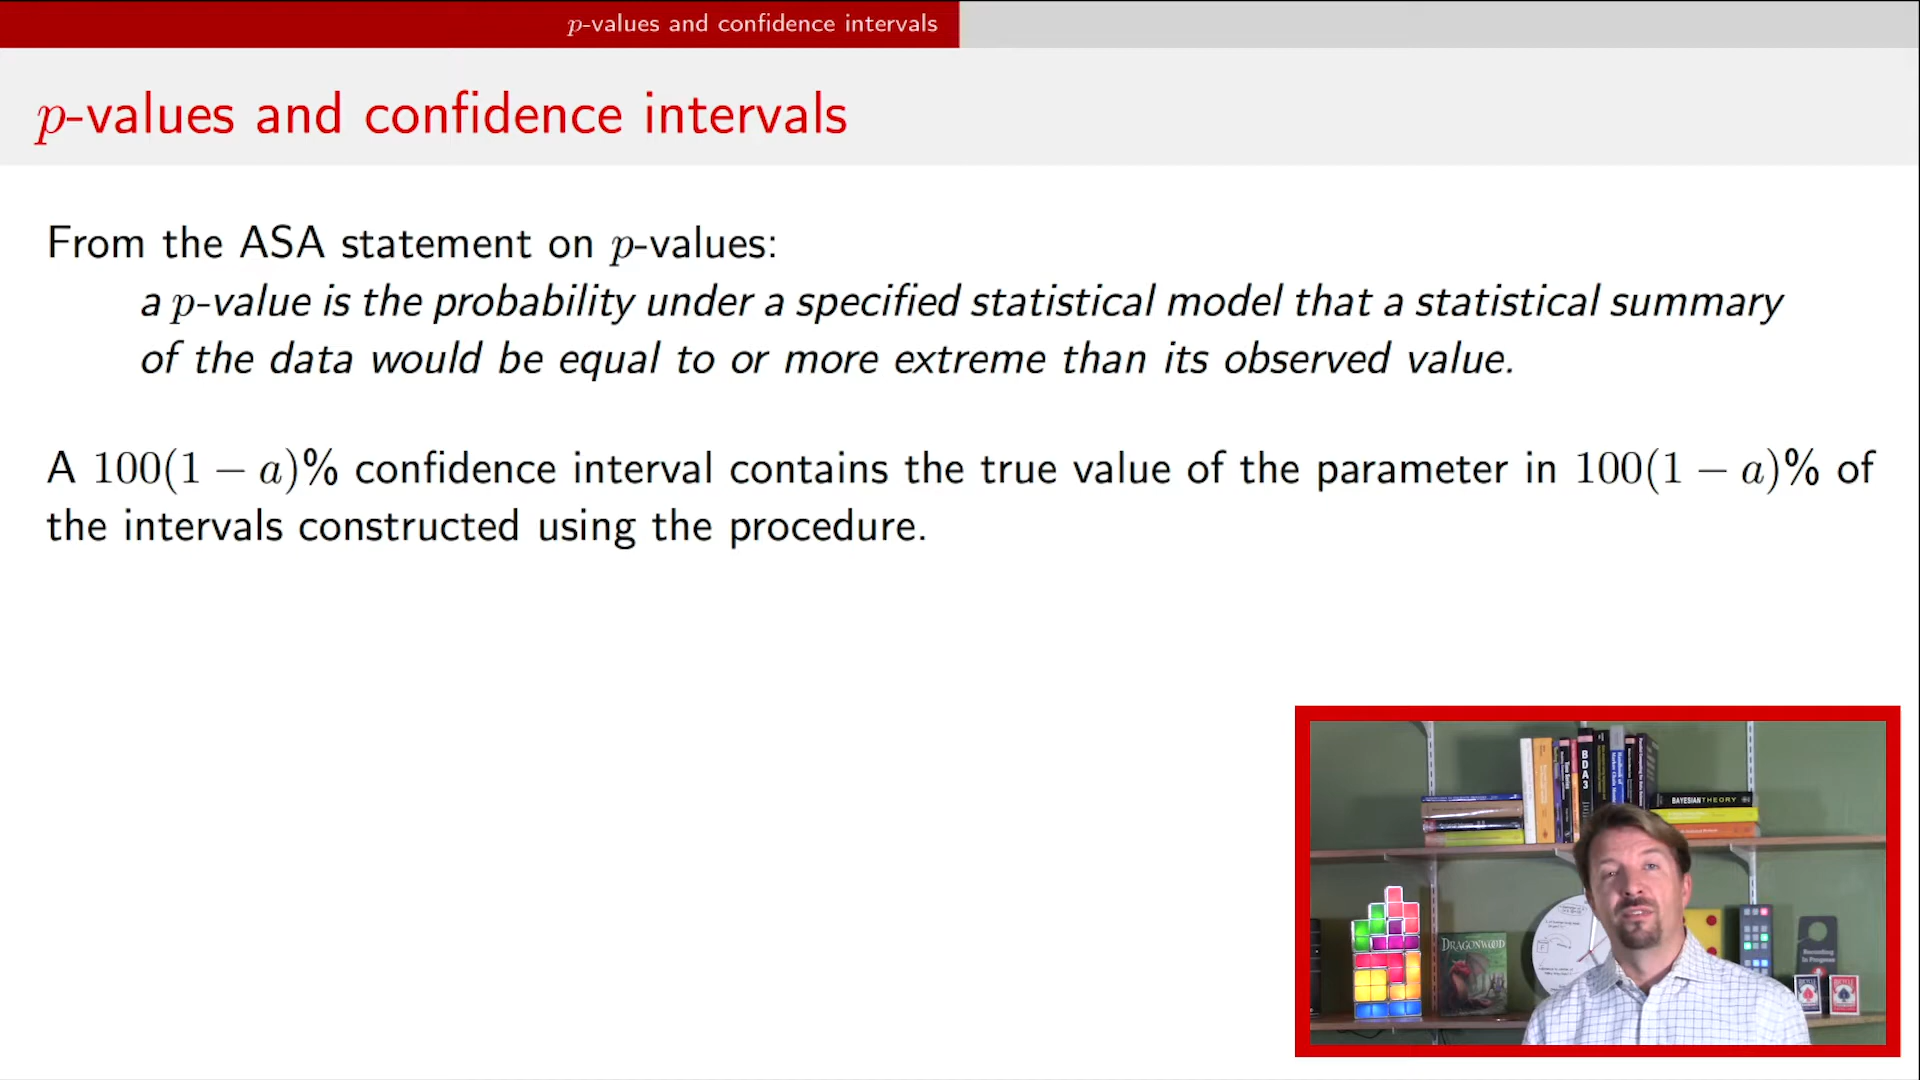 p-values and confidence intervals
p-values and confidence intervals
From the ASA statement on p-values:
a p-value is the probability under a specified statistical model that a statistical summary
of the data would be equal to or more extreme than its observed value.
A 100(1 − a)% confidence interval contains the true value of the parameter in 100(1 − a)% of
the intervals constructed using the procedure.
BDA3
BAYESIAN THEORY
DRAGONWOOD
Recording
In Progress